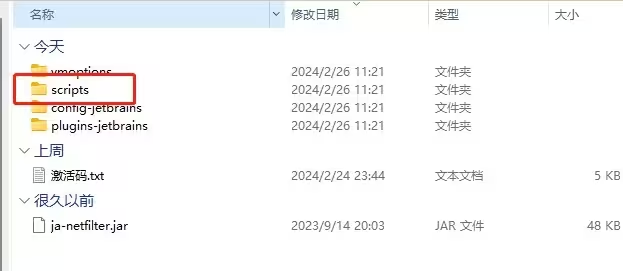 名称 修改日期 类型 大小
今天
vmoptions 2024/2/26 11:21 文件夹
scripts 2024/2/26 11:21 文件夹
config-jetbrains 2024/2/26 11:21 文件夹
plugins-jetbrains 2024/2/26 11:21 文件夹
上周
激活码.txt 2024/2/24 23:44 文本文档 5 KB
很久以前
ja-netfilter.jar 2023/9/14 20:03 JAR 文件 48 KB